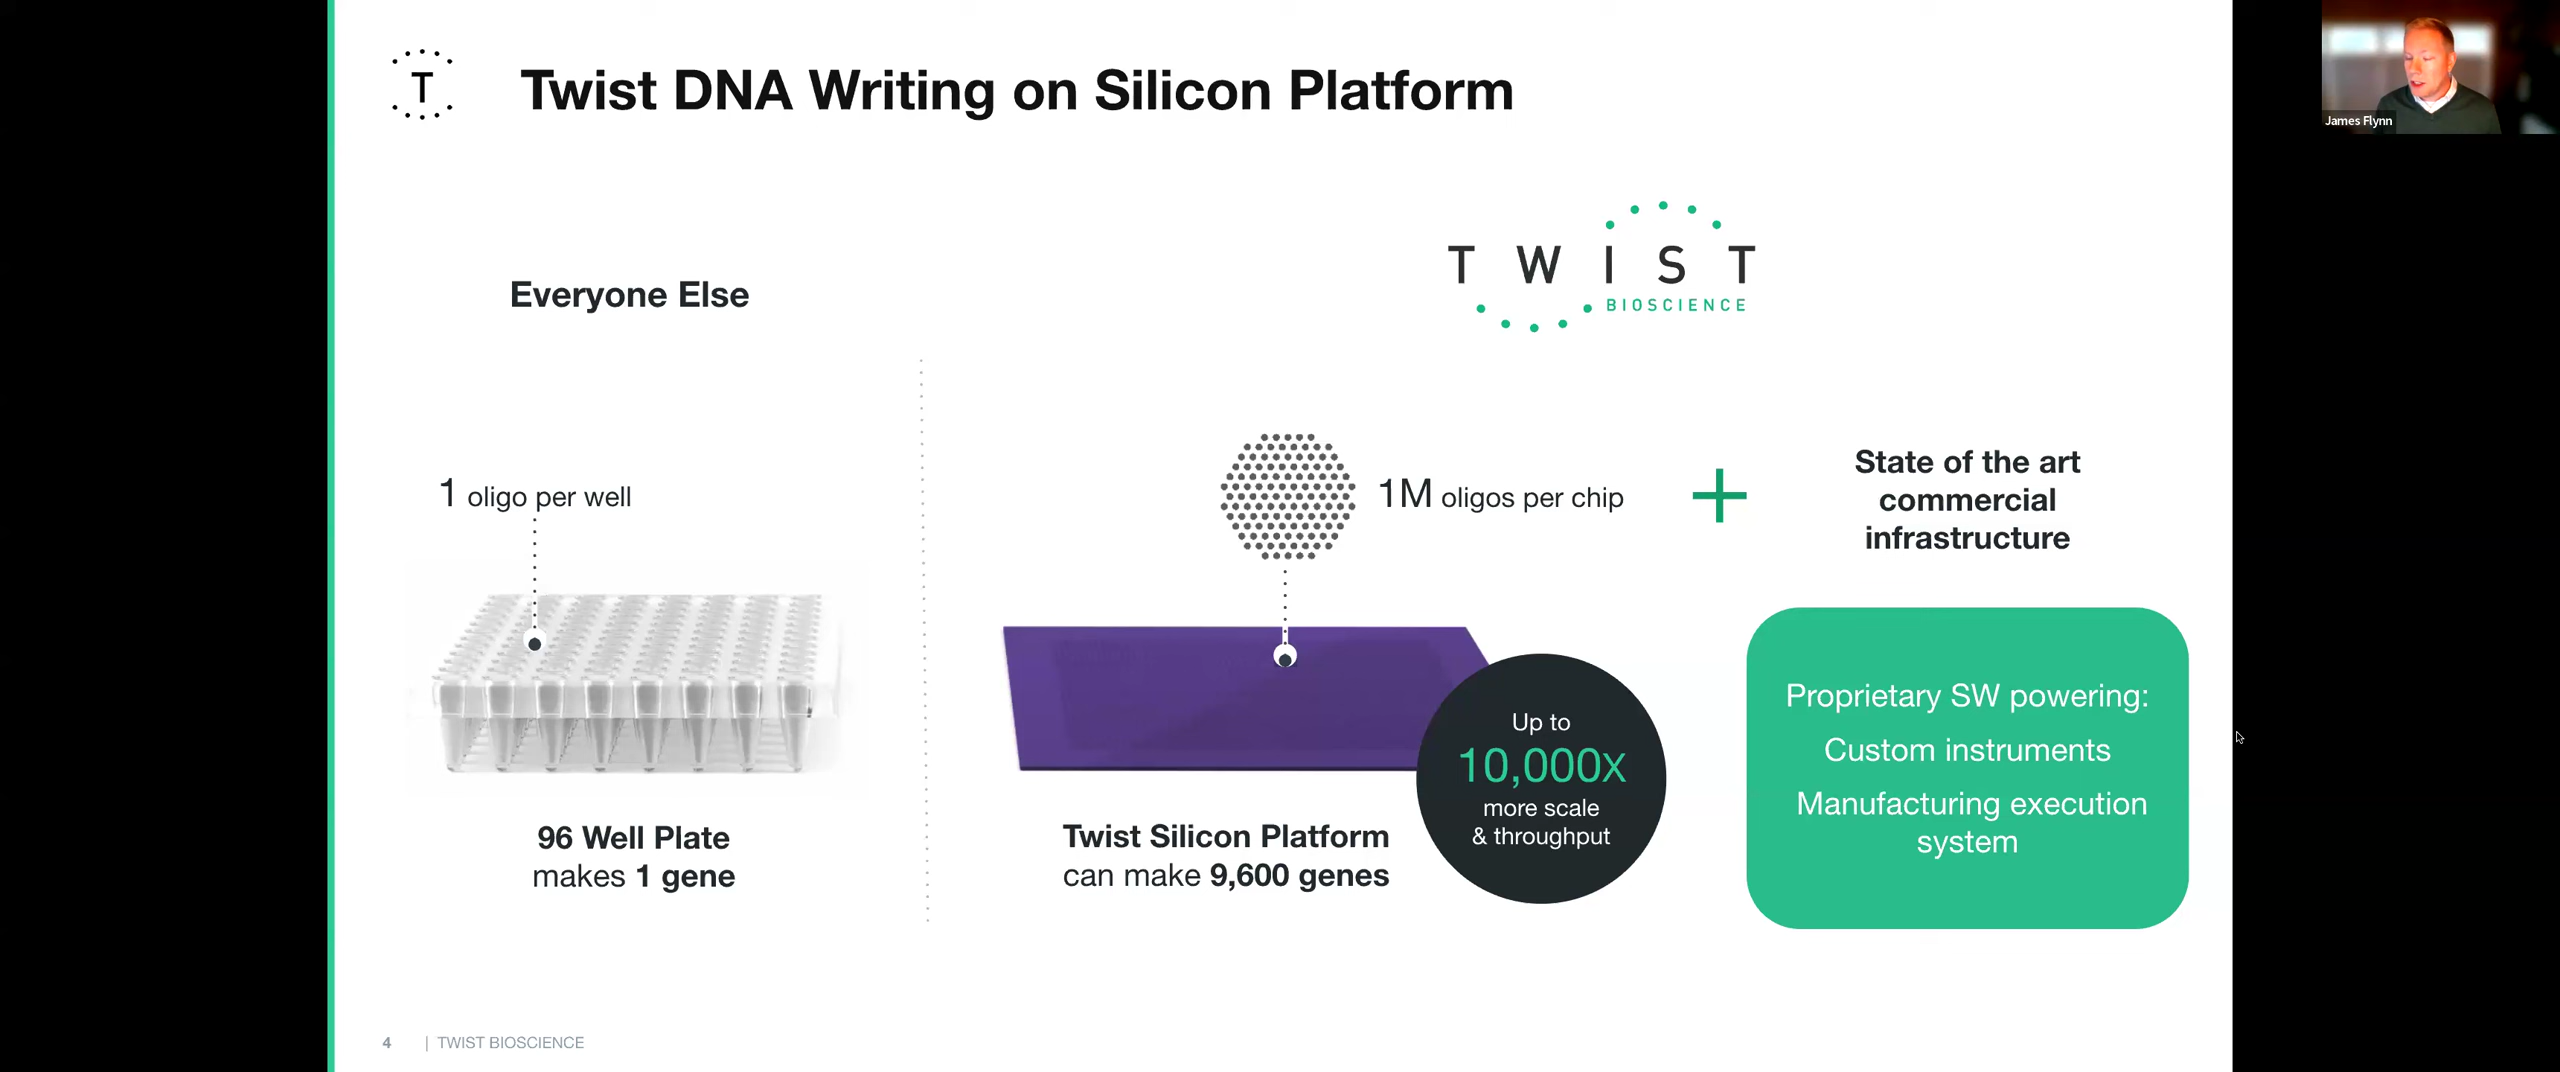 T
Twist DNA Writing on Silicon Platform
James Flynn
Everyone Else
TWIST
BIOSCIENCE
1 oligo per well
96 Well Plate
makes 1 gene
1M oligos per chip
Twist Silicon Platform
can make 9,600 genes
Up to
10,000x
more scale
& throughput
+
State of the art
commercial
infrastructure
Proprietary SW powering:
Custom instruments
Manufacturing execution
system
4 | TWIST BIOSCIENCE